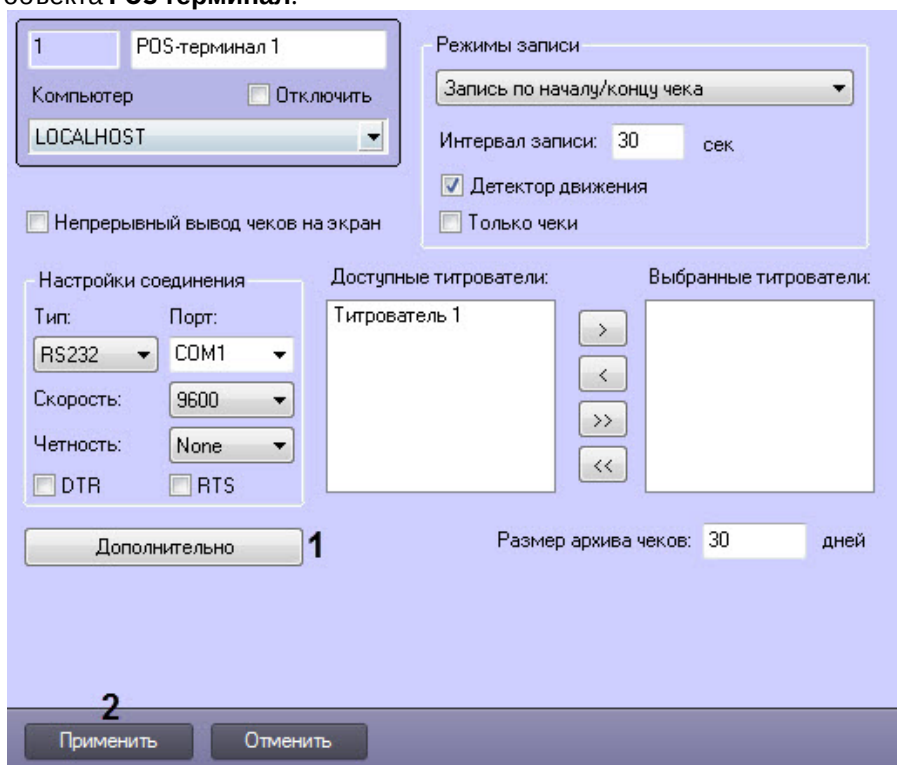 объекта POS-терминал.
1 POS-терминал 1
Компьютер Отключить
LOCALHOST
Непрерывный вывод чеков на экран
Режимы записи
Запись по началу/концу чека
Интервал записи: 30 сек
Детектор движения
Только чеки
Настройки соединения
Тип: Порт:
RS232 COM1
Скорость: 9600
Четность: None
DTR RTS
Доступные титрователи:
Титрователь 1
>
<
>>
<<
Выбранные титрователи:
Дополнительно 1
Размер архива чеков: 30 дней
2
Применить Отменить